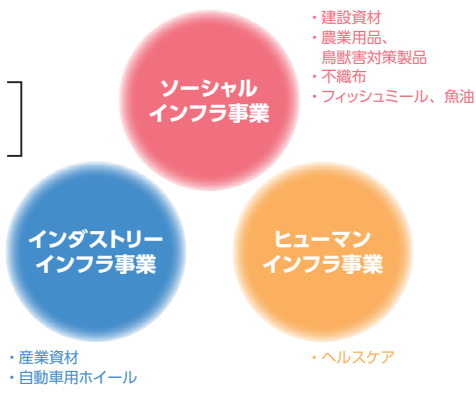 ソーシャル
インフラ事業
・建設資材
・農業用品、
鳥獣害対策製品
・不織布
・フィッシュミール、魚油
インダストリー
インフラ事業
・産業資材
・自動車用ホイール
ヒューマン
インフラ事業
・ヘルスケア